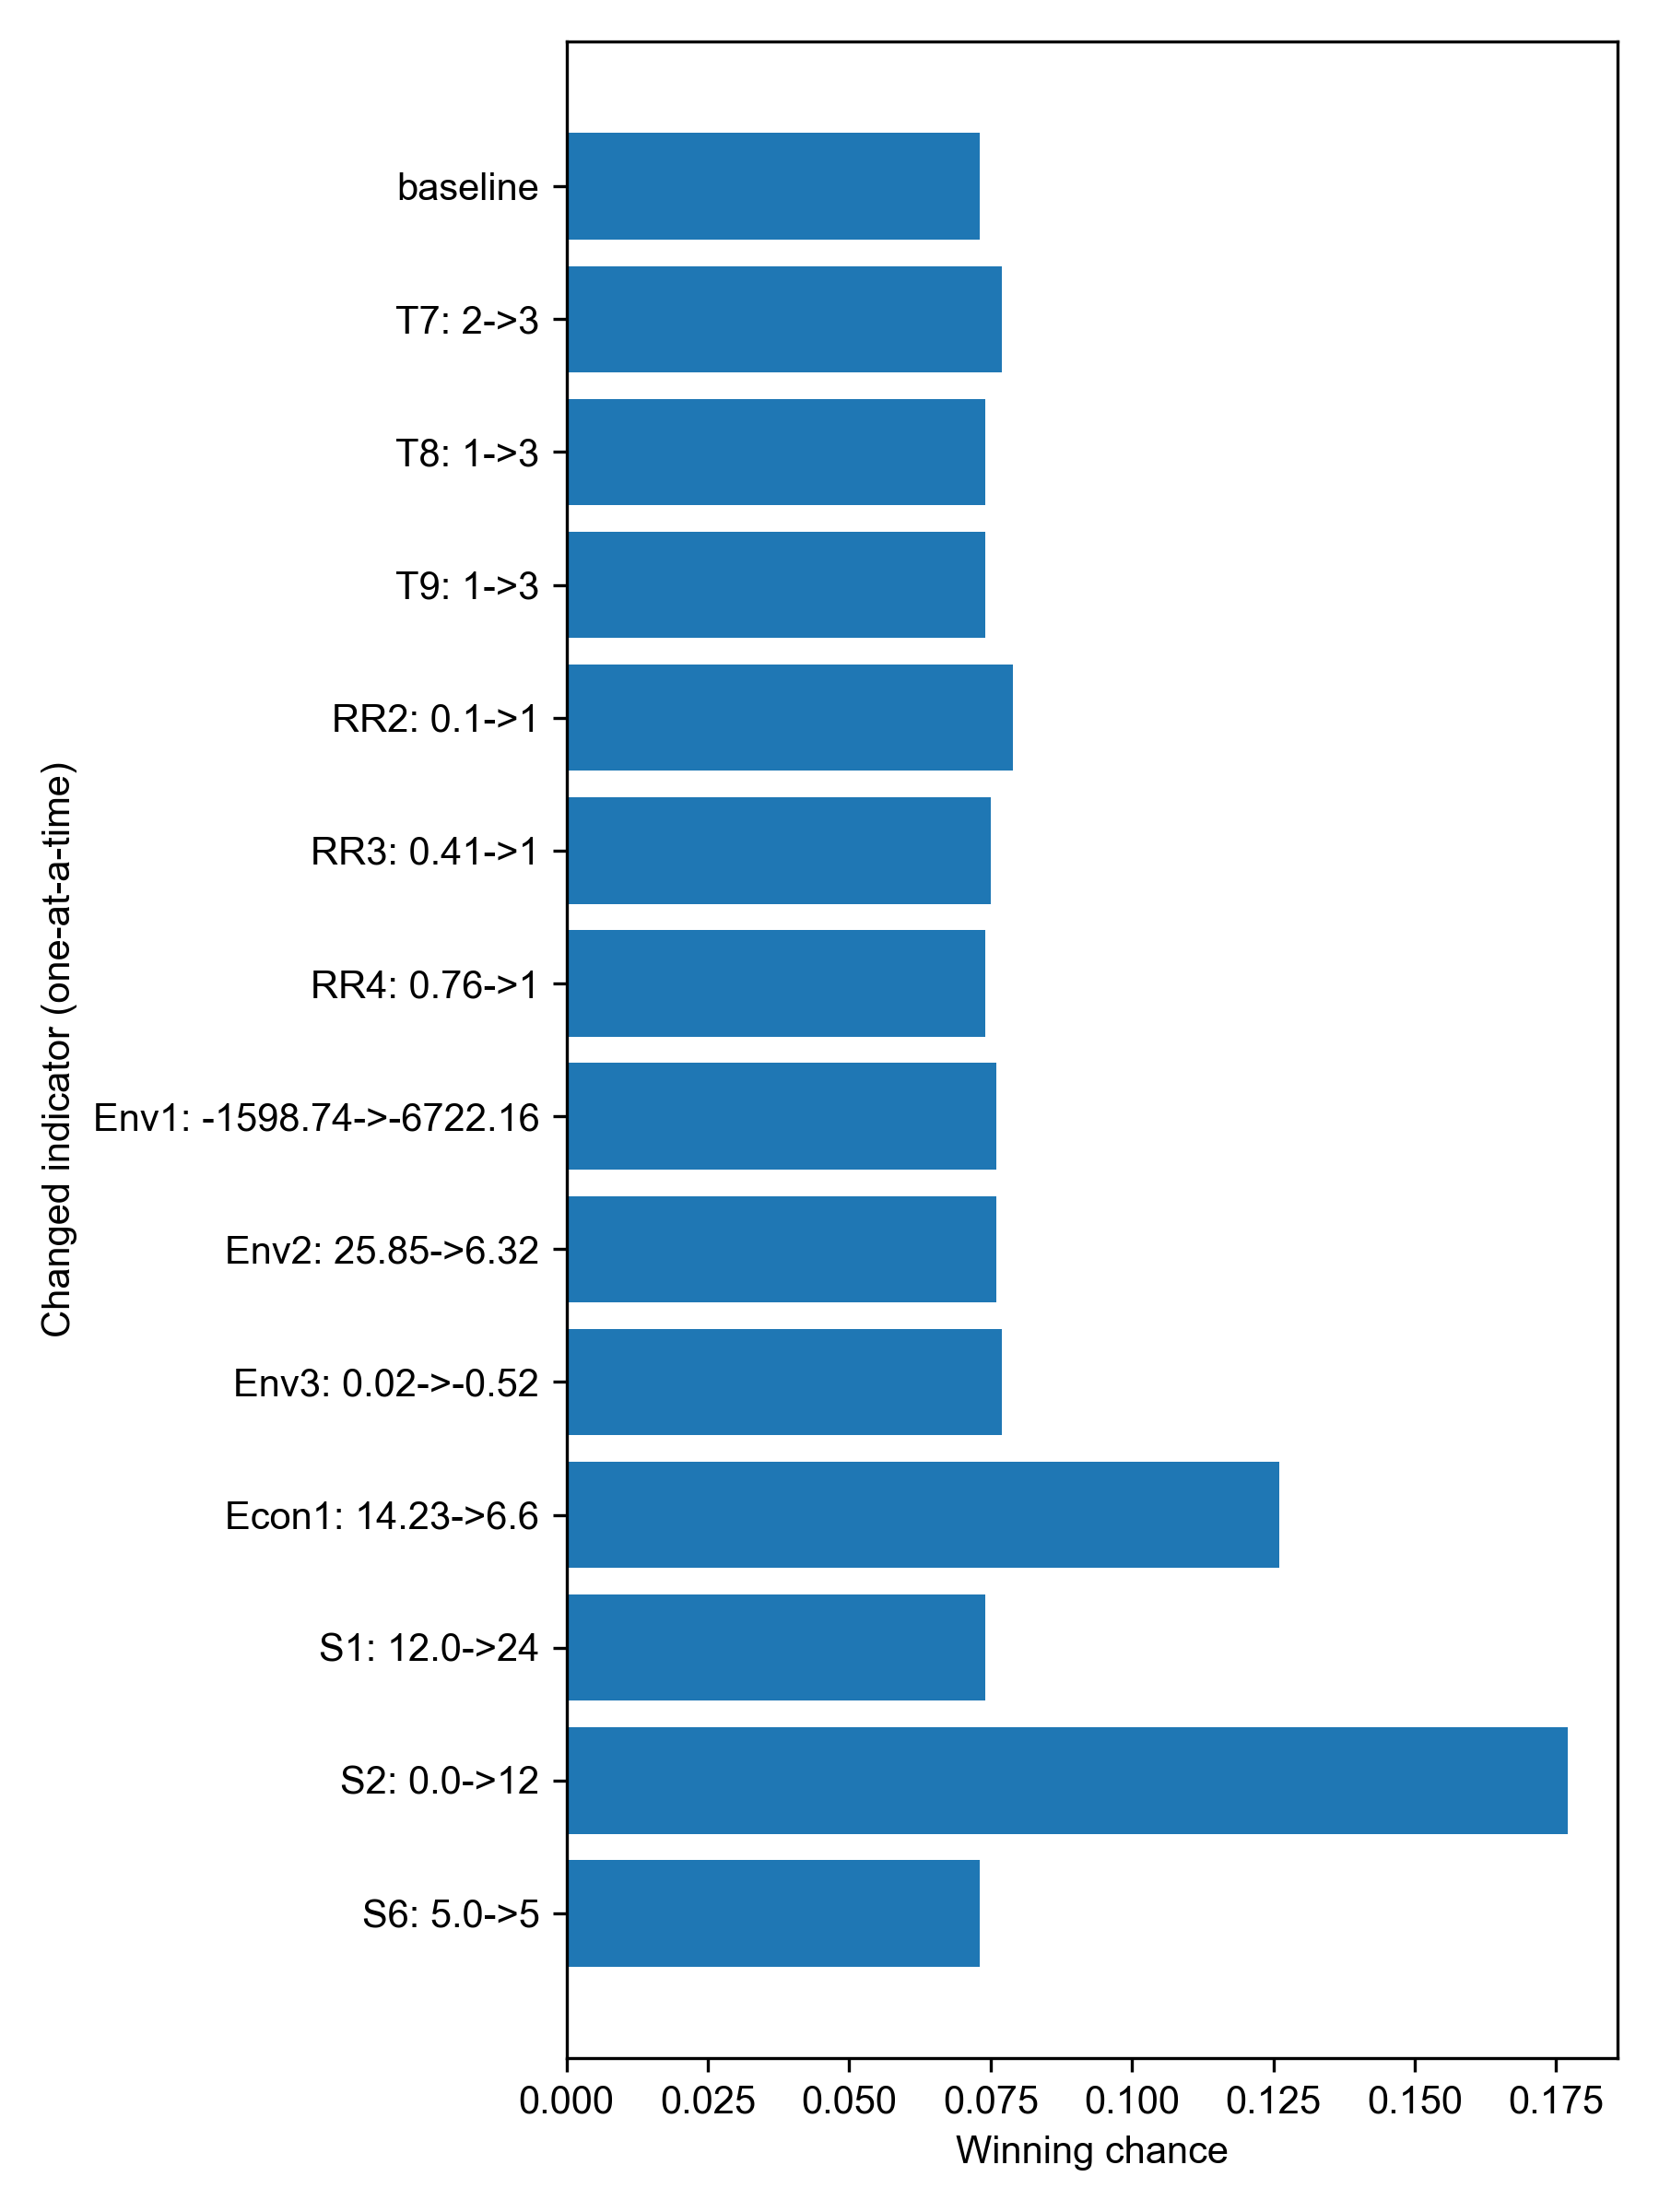 baseline
T7: 2->3
T8: 1->3
T9: 1->3
RR2: 0.1->1
RR3: 0.41->1
RR4: 0.76->1
Env1: -1598.74->-6722.16
Env2: 25.85->6.32
Env3: 0.02->-0.52
Econ1: 14.23->6.6
S1: 12.0->24
S2: 0.0->12
S6: 5.0->5
Changed indicator (one-at-a-time)
0.000 0.025 0.050 0.075 0.100 0.125 0.150 0.175
Winning chance